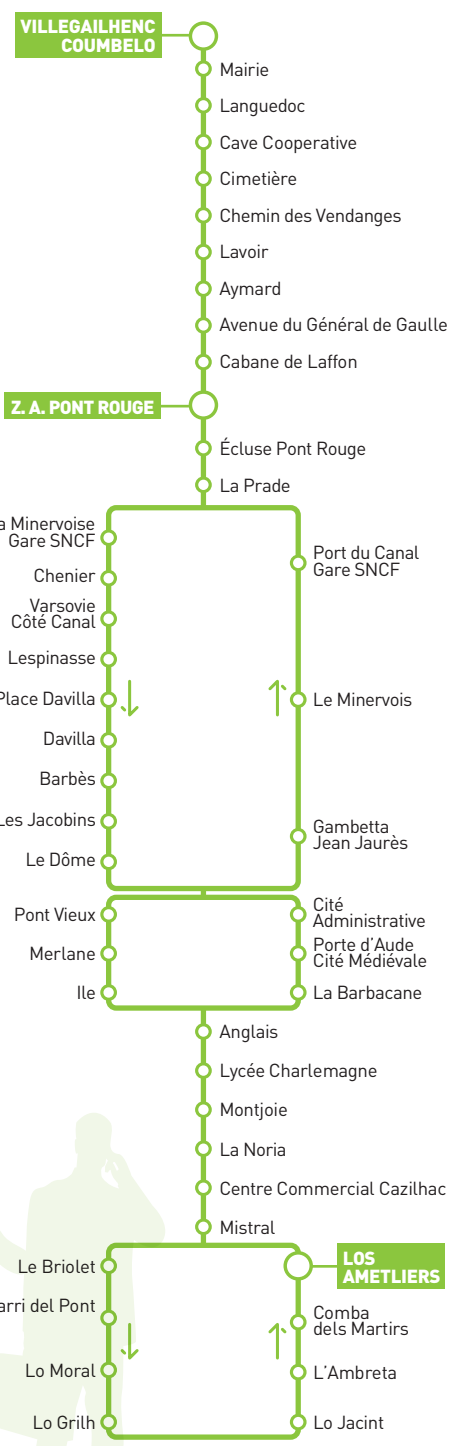 VILLEGAILHENC
COUMBELO
Mairie
Languedoc
Cave Cooperative
Cimetière
Chemin des Vendanges
Lavoir
Aymard
Avenue du Général de Gaulle
Cabane de Laffon
Z. A. PONT ROUGE
Écluse Pont Rouge
La Prade
Minervoise
Gare SNCF
Chenier
Varsovie
Côté Canal
Lespinasse
Place Davilla
Davilla
Barbès
Les Jacobins
Le Dôme
Port du Canal
Gare SNCF
Le Minervois
Gambetta
Jean Jaurès
Pont Vieux
Merlane
Ile
Cité
Administrative
Porte d'Aude
Cité Médiévale
La Barbacane
Anglais
Lycée Charlemagne
Montjoie
La Noria
Centre Commercial Cazilhac
Mistral
Le Briolet
del Pont
Lo Moral
Lo Grilh
LOS
AMETLIERS
Comba
dels Martirs
L'Ambreta
Lo Jacint